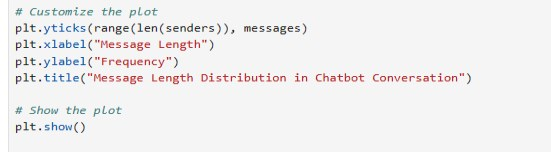 # Customize the plot
plt.yticks(range(len(senders)), messages)
plt.xlabel("Message Length")
plt.ylabel("Frequency")
plt.title("Message Length Distribution in Chatbot Conversation")
# Show the plot
plt.show()